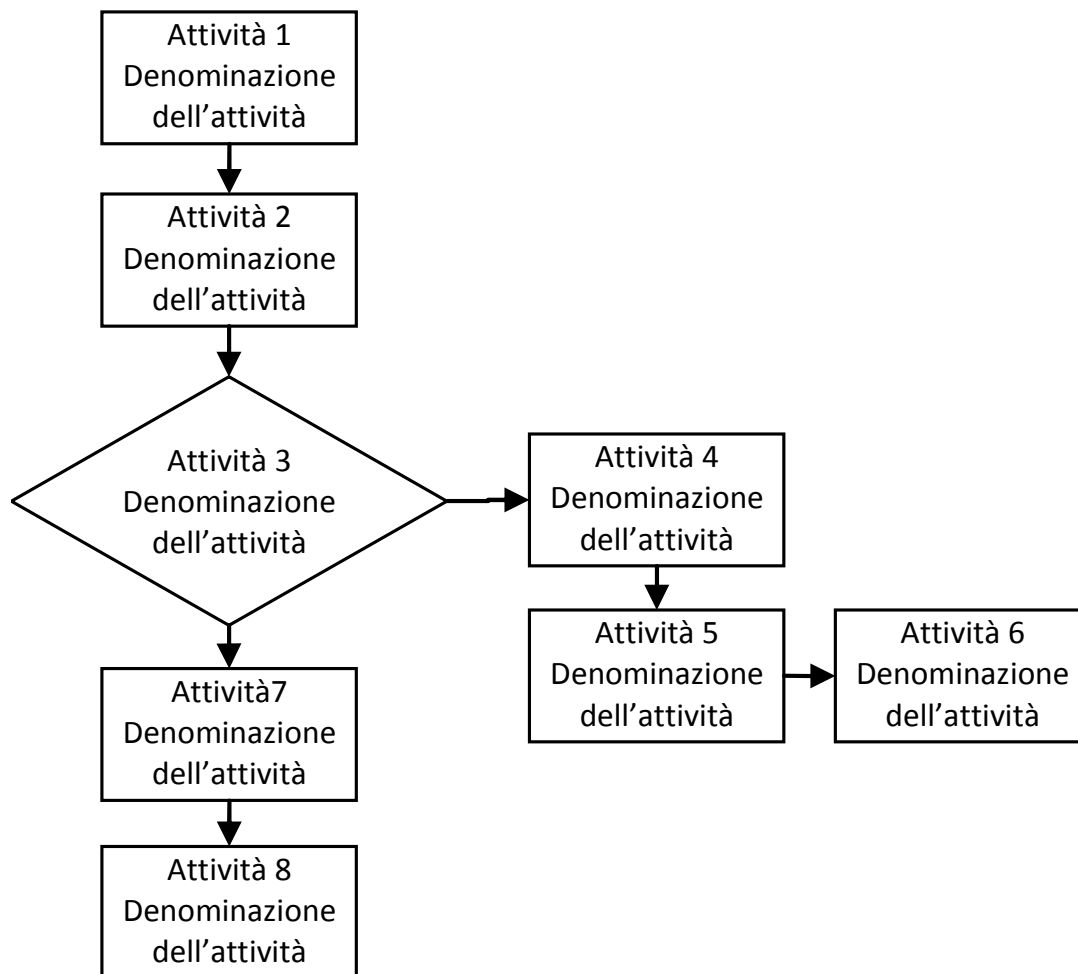 Attività 1
Denominazione
dell’attività
Attività 2
Denominazione
dell’attività
Attività 3
Denominazione
dell’attività
Attività 4
Denominazione
dell’attività
Attività 5
Denominazione
dell’attività
Attività 6
Denominazione
dell’attività
Attività7
Denominazione
dell’attività
Attività 8
Denominazione
dell’attività